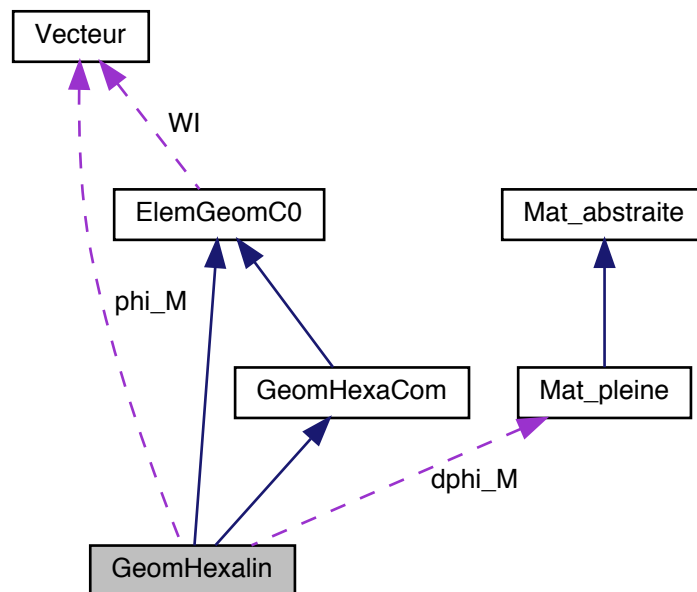 Vecteur
WI
ElemGeomC0
Mat_abstraite
phi_M
GeomHexaCom
Mat_pleine
dphi_M
GeomHexalin